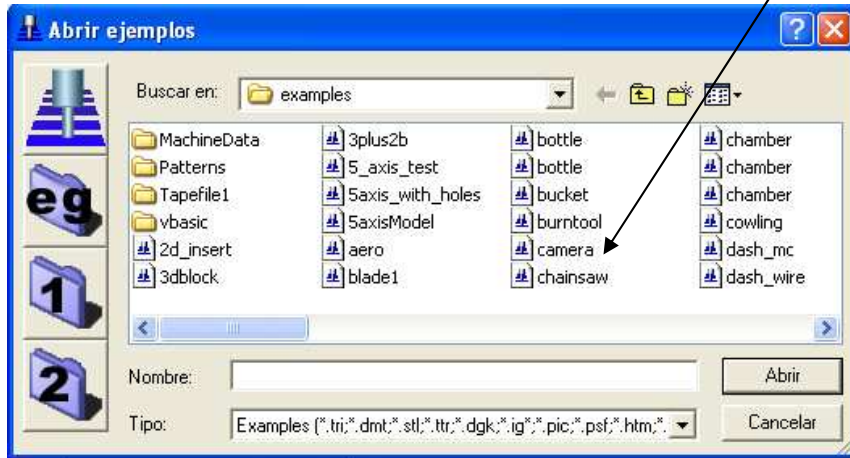 Abrir ejemplos
Buscar en: examples
MachineData 3plus2b bottle chamber
Patterns 5_axis_test bottle chamber
Tapefile1 5axis_with_holes bucket chamber
vbasic 5axisModel burntool cowling
2d_insert aero camera dash_mc
3dblock blade1 chainsaw dash_wire
eg
1
2
Nombre: Abrir
Tipo: Examples (*.tri;*.dmt;*.stl;*.ttr;*.dgk;*.ig*;*.pic;*.psf;*.htm;*. Cancelar